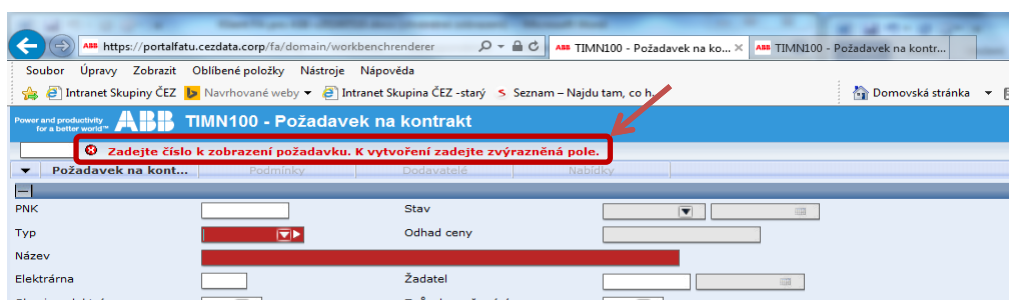 ABB https://portalfatu.cezdata.corp/fa/domain/workbenchrenderer ABB TIMN100 - Požadavek na ko... × ABB TIMN100 - Požadavek na kontr...
Soubor Úpravy Zobrazit Oblíbené položky Nástroje Nápověda
Intranet Skupiny ČEZ Navrhované weby Intranet Skupina ČEZ -starý Seznam – Najdu tam, co h... Domovská stránka
Power and productivity for a better world™ ABB TIMN100 - Požadavek na kontrakt
Zadejte číslo k zobrazení požadavku. K vytvoření zadejte zvýrazněná pole.
Požadavek na kont... Podmínky Dodavatelé Nabídky
PNK Stav
Typ Odhad ceny
Název
Elektrárna Žadatel